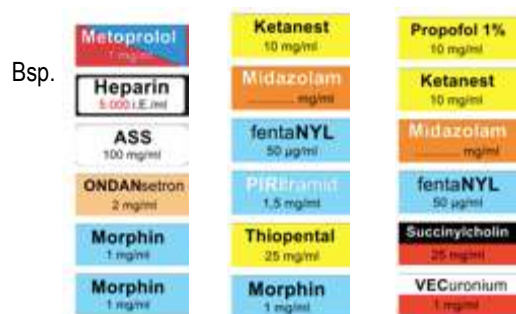 Bsp.
Metoprolol
1 mg/ml
Heparin
5.000 I.E./ml
ASS
100 mg/ml
ONDANsetron
2 mg/ml
Morphin
1 mg/ml
Morphin
1 mg/ml
Ketanest
10 mg/ml
Midazolam
............ mg/ml
fentaNYL
50 µg/ml
PIRItramid
1,5 mg/ml
Thiopental
25 mg/ml
Morphin
1 mg/ml
Propofol 1%
10 mg/ml
Ketanest
10 mg/ml
Midazolam
............ mg/ml
fentaNYL
50 µg/ml
Succinylcholin
25 mg/ml
VECuronium
1 mg/ml